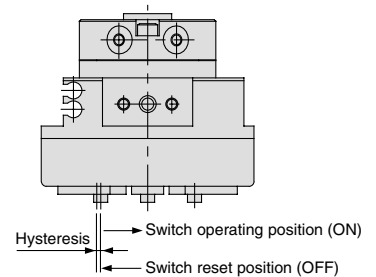 Switch operating position (ON)
Hysteresis
Switch reset position (OFF)